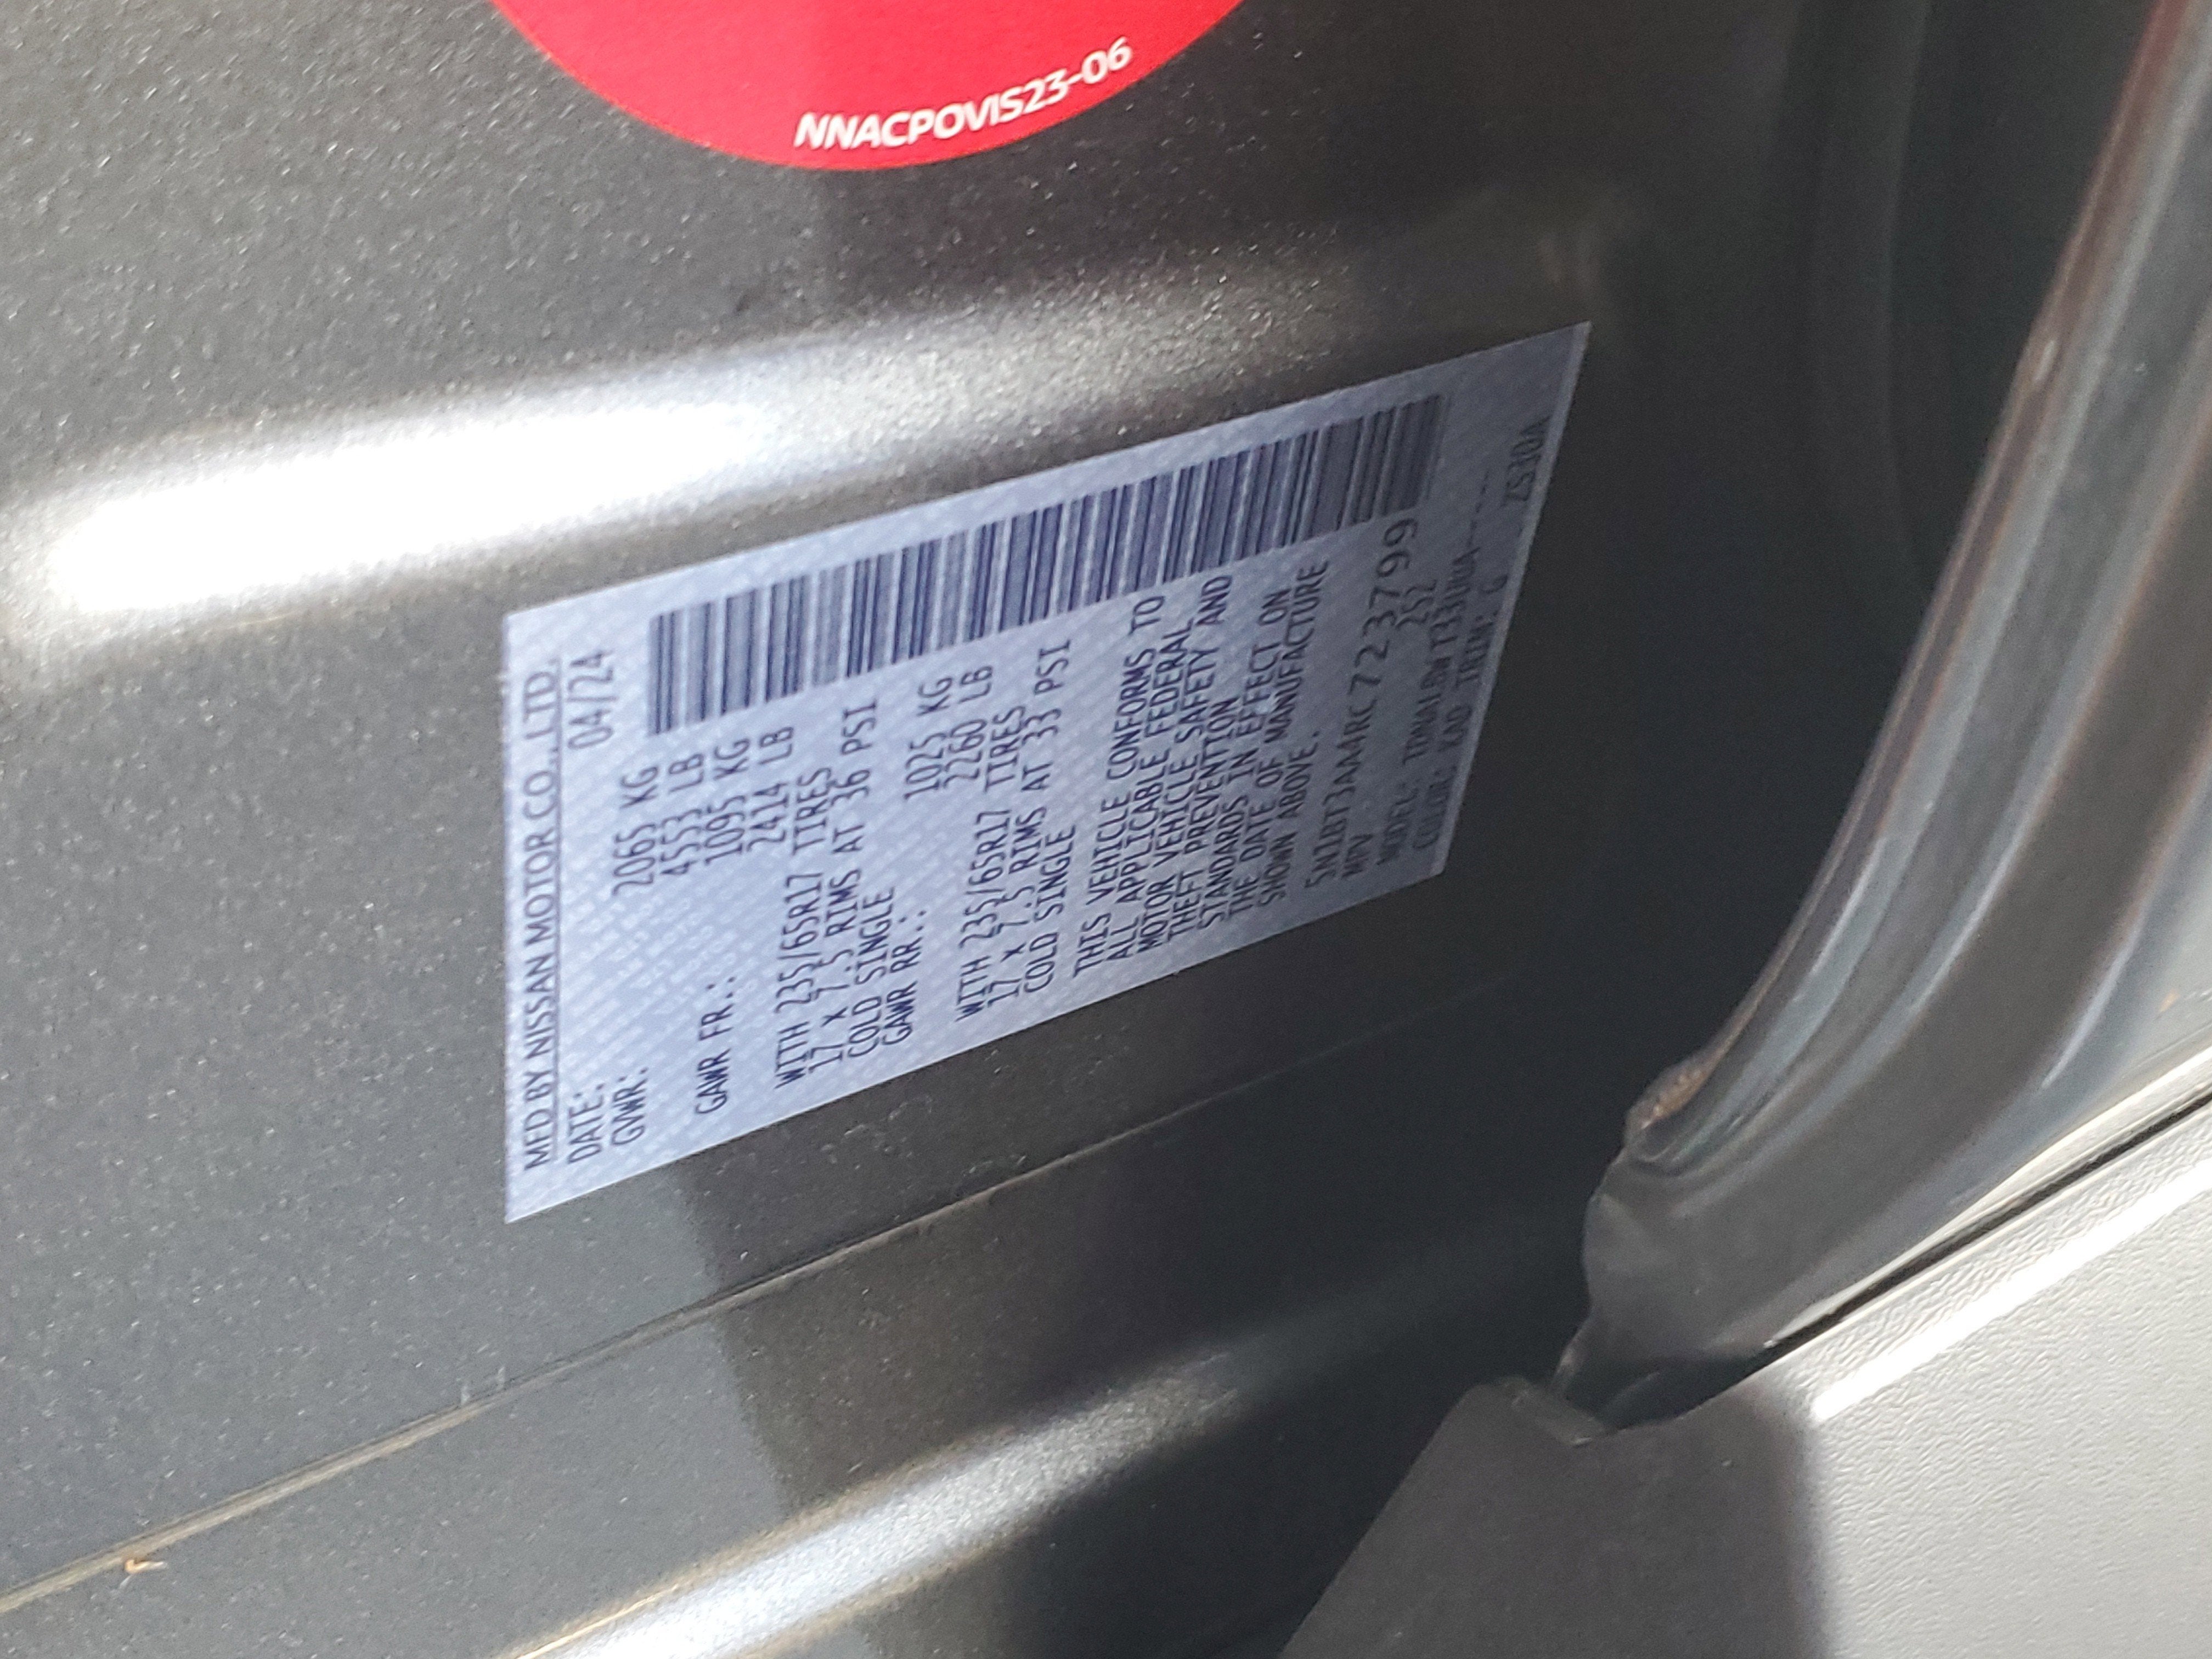 NNACPOVIS23-06
MFD BY NISSAN MOTOR CO., LTD.
DATE: 04/24
GVWR: 2065 KG
4553 LB
GAWR FR.: 1095 KG
2414 LB
WITH 235/65R17 TIRES
17 x 7.5 RIMS AT 36 PSI
COLD SINGLE
GAWR RR.: 1025 KG
2260 LB
WITH 235/65R17 TIRES
17 x 7.5 RIMS AT 33 PSI
COLD SINGLE
THIS VEHICLE CONFORMS TO
ALL APPLICABLE FEDERAL
MOTOR VEHICLE SAFETY AND
THEFT PREVENTION
STANDARDS IN EFFECT ON
THE DATE OF MANUFACTURE
SHOWN ABOVE.
5N1BT3AA4RC723799
MPV 2S2
MODEL:
COLOR: KAD TRIM: G